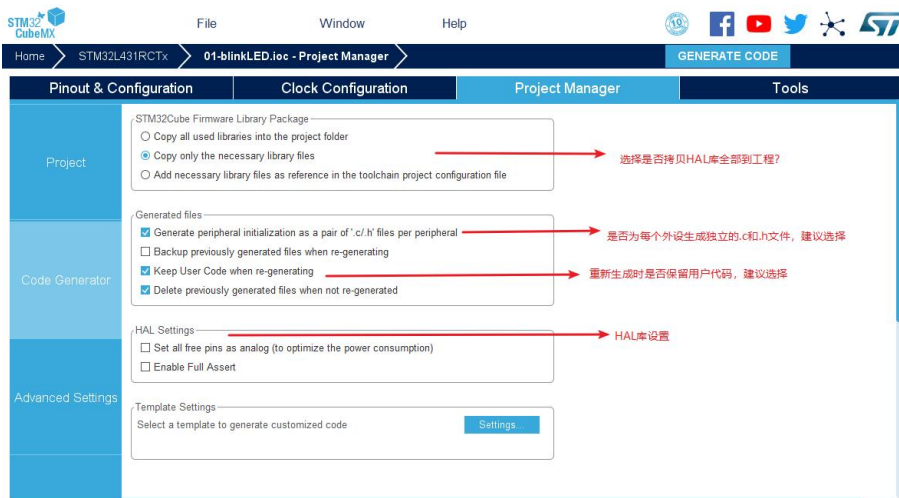 STM32
CubeMX
File
Window
Help
10
Home
STM32L431RCTx
01-blinkLED.ioc - Project Manager
GENERATE CODE
Pinout & Configuration
Clock Configuration
Project Manager
Tools
Project
Code Generator
Advanced Settings
STM32Cube Firmware Library Package
Copy all used libraries into the project folder
Copy only the necessary library files
Add necessary library files as reference in the toolchain project configuration file
选择是否拷贝HAL库全部到工程?
Generated files
Generate peripheral initialization as a pair of '.c/.h' files per peripheral
是否为每个外设生成独立的.c和.h文件，建议选择
Backup previously generated files when re-generating
Keep User Code when re-generating
重新生成时是否保留用户代码，建议选择
Delete previously generated files when not re-generated
HAL Settings
HAL库设置
Set all free pins as analog (to optimize the power consumption)
Enable Full Assert
Template Settings
Select a template to generate customized code
Settings...